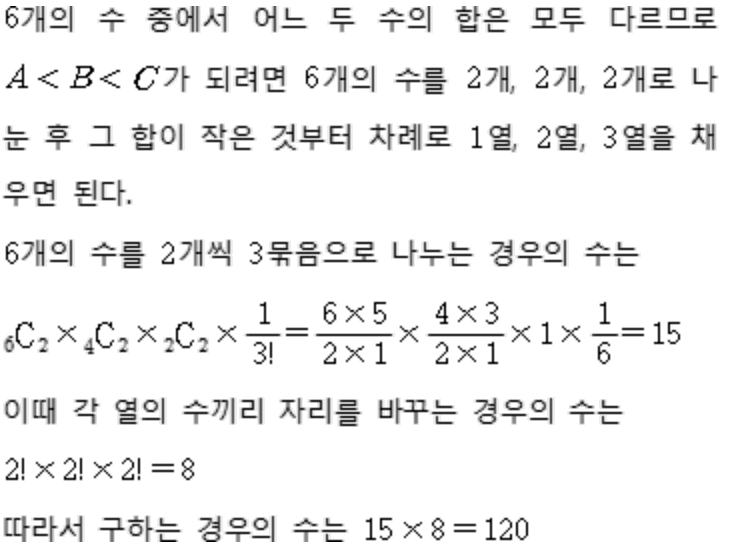 6개의 수 중에서 어느 두 수의 합은 모두 다르므로
A < B < C가 되려면 6개의 수를 2개, 2개, 2개로 나
눈 후 그 합이 작은 것부터 차례로 1열, 2열, 3열을 채
우면 된다.
6개의 수를 2개씩 3묶음으로 나누는 경우의 수는
₆C₂ × ₄C₂ × ₂C₂ × 1/3! = (6×5)/(2×1) × (4×3)/(2×1) × 1 × 1/6 = 15
이때 각 열의 수끼리 자리를 바꾸는 경우의 수는
2! × 2! × 2! = 8
따라서 구하는 경우의 수는 15 × 8 = 120